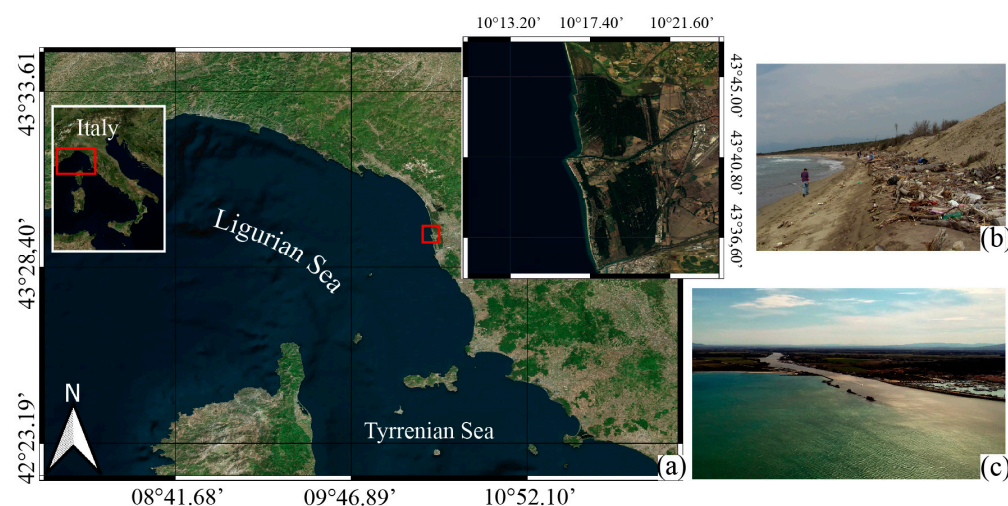 10°13.20’ 10°17.40’ 10°21.60’
43°33.61
Italy
43°45.00’
43°40.80’
43°36,60’
Ligurian Sea
43°28,40’
(b)
N
42°23.19’
Tyrrenian Sea
(a)
(c)
08°41.68’ 09°46.89’ 10°52.10’